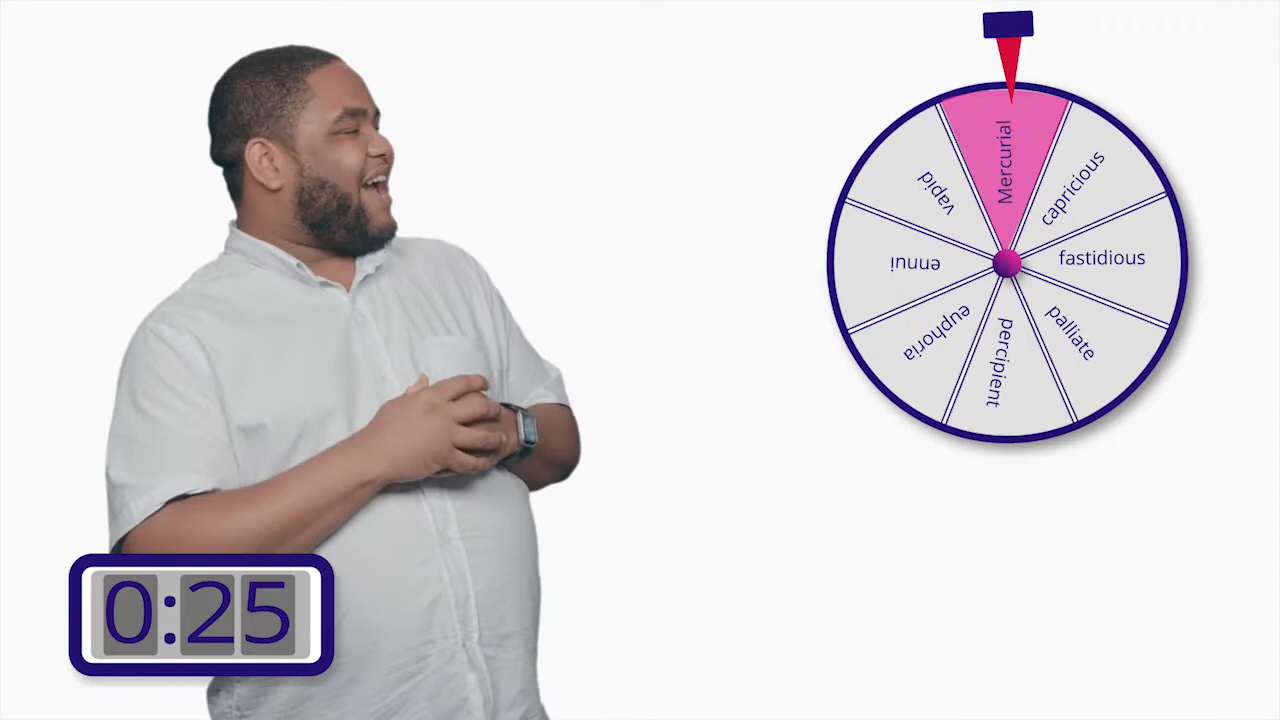 Mercurial
capricious
fastidious
palliate
percipient
euphoria
ennui
vapid
0:25